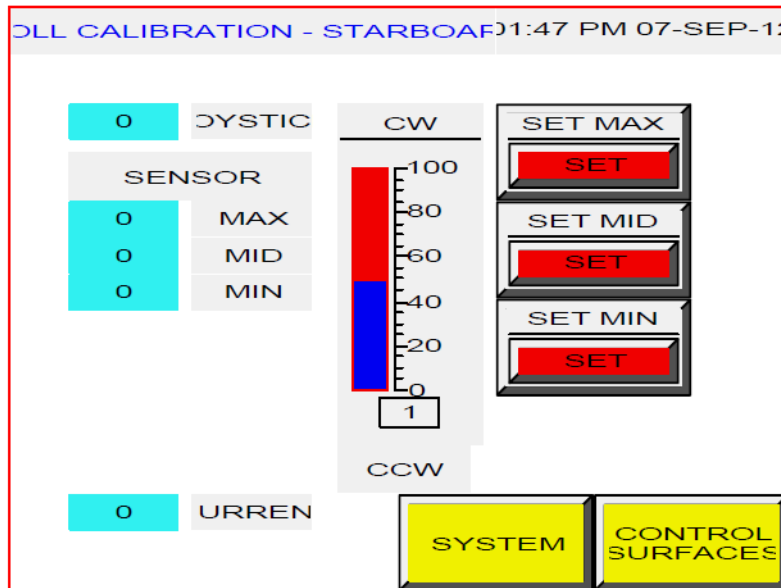 OLL CALIBRATION - STARBOAR
01:47 PM 07-SEP-12
0 OYSTIC
CW
SET MAX
SET
SENSOR
0 MAX
0 MID
0 MIN
100
80
60
40
20
0
1
SET MID
SET
SET MIN
SET
CCW
0 URREN
SYSTEM
CONTROL
SURFACES